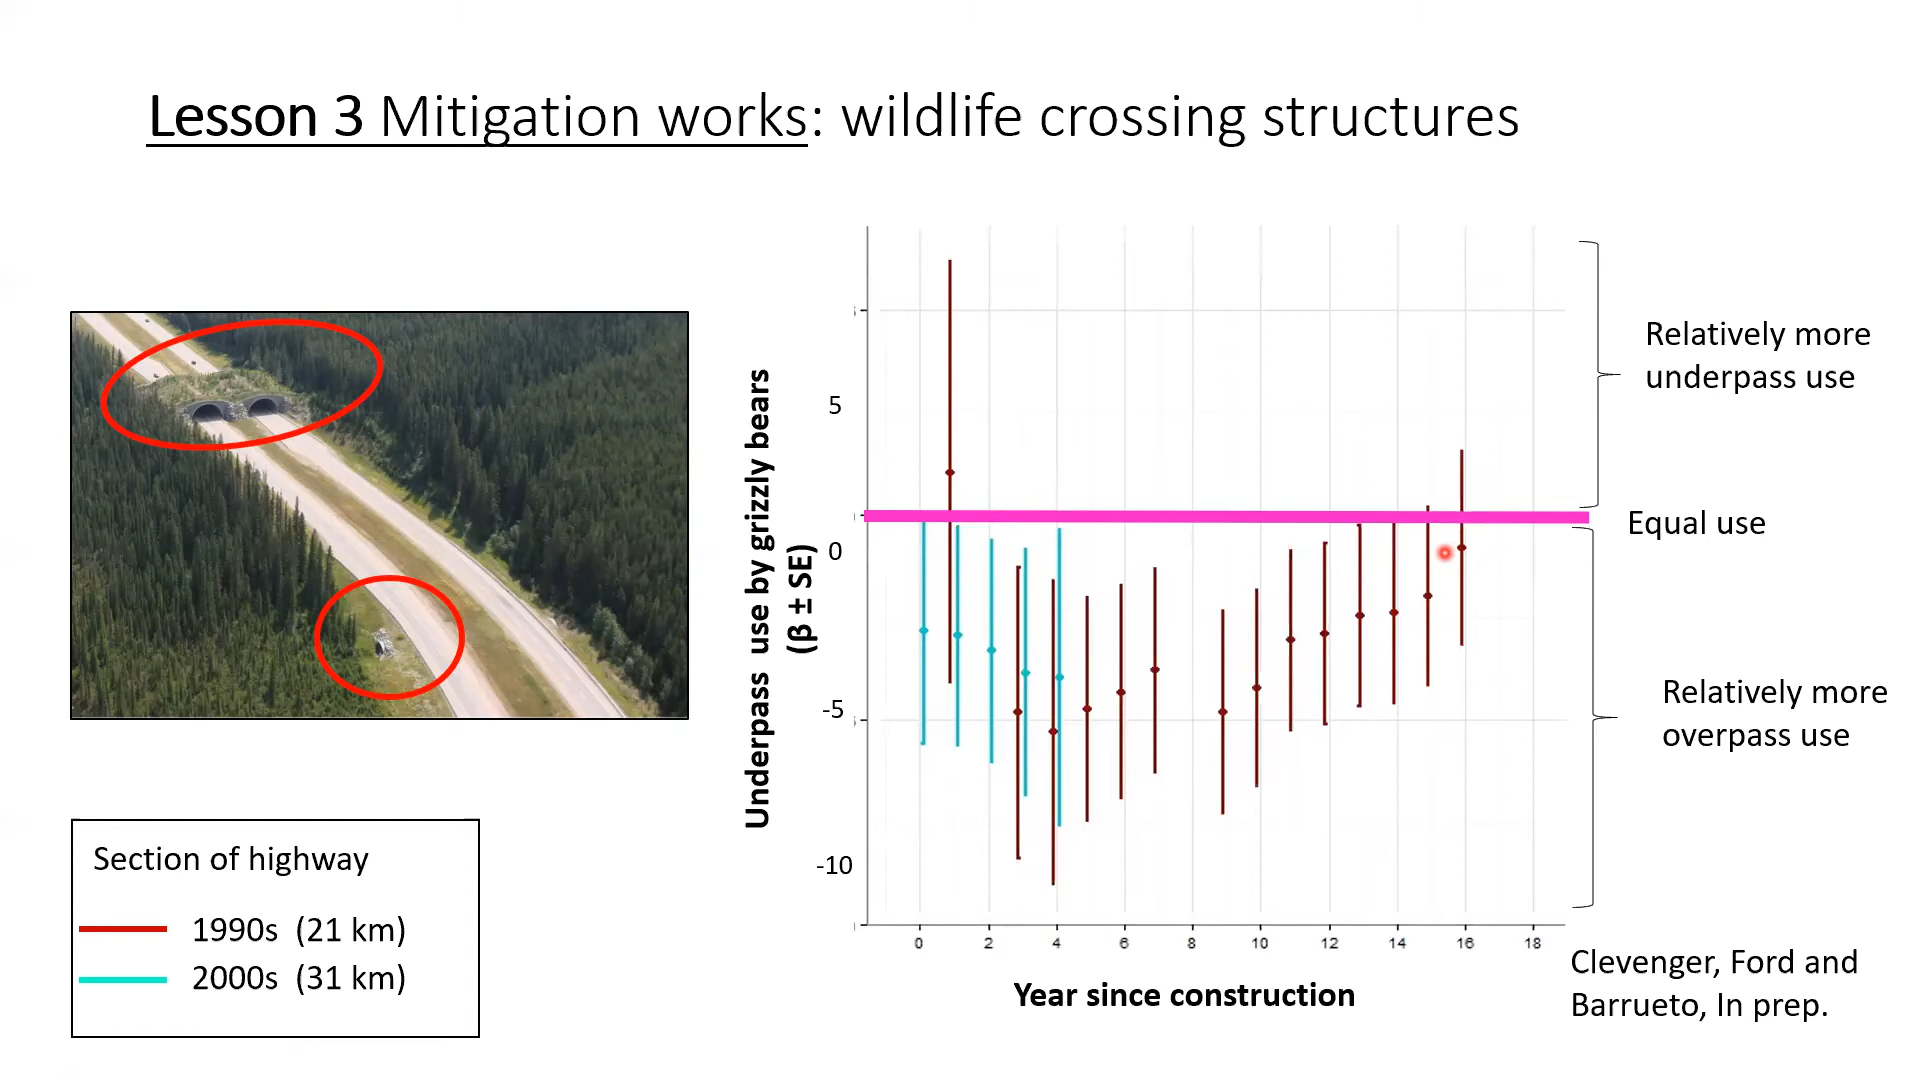 Lesson 3 Mitigation works: wildlife crossing structures
Underpass use by grizzly bears
(β ± SE)
5
0
-5
-10
0 2 4 6 8 10 12 14 16 18
Year since construction
Relatively more
underpass use
Equal use
Relatively more
overpass use
Section of highway
1990s (21 km)
2000s (31 km)
Clevenger, Ford and
Barrueto, In prep.